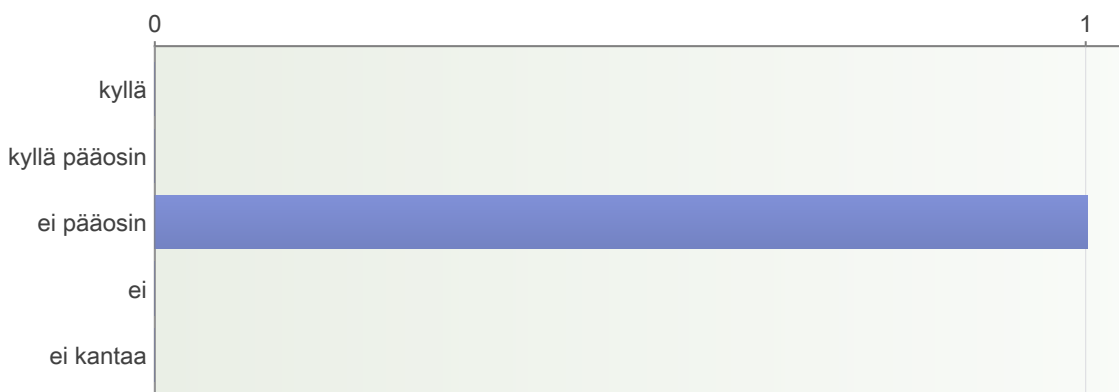 0 1
kyllä
kyllä pääosin
ei pääosin
ei
ei kantaa